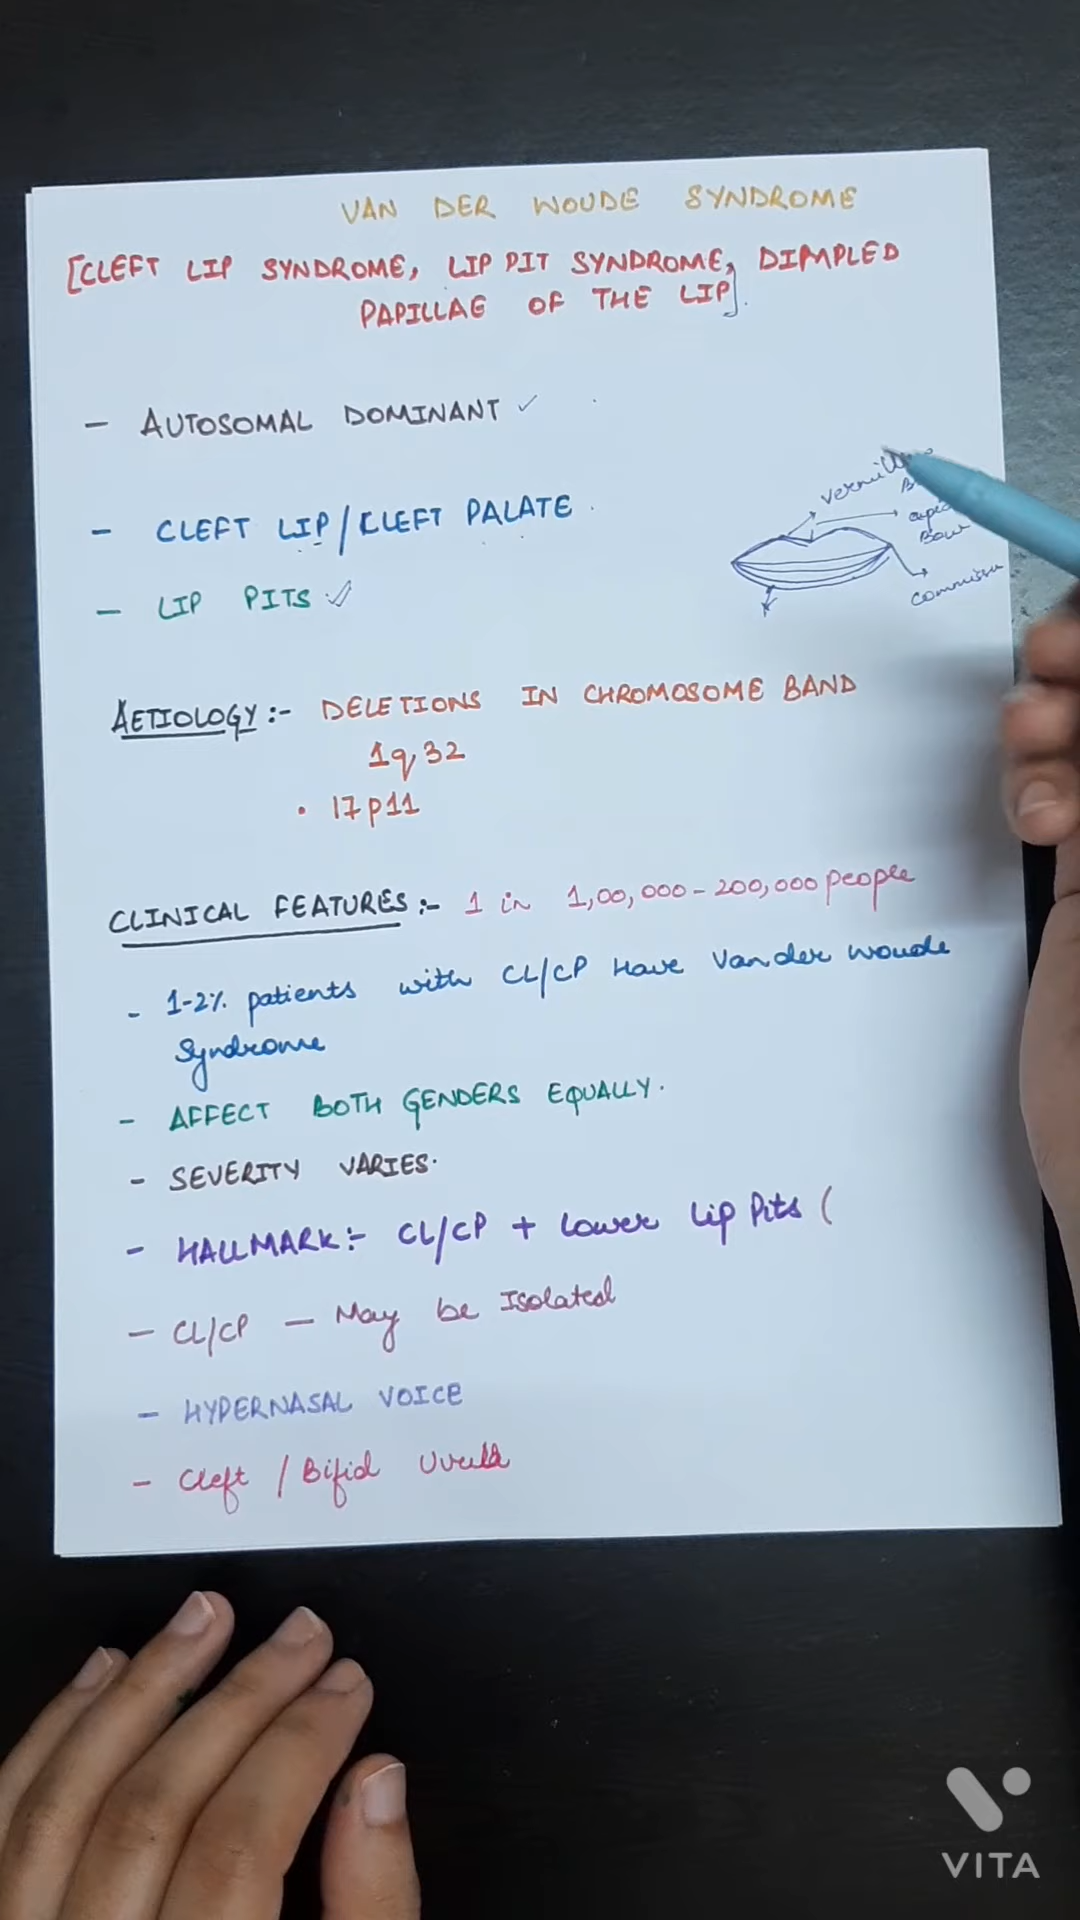 VAN DER WOUDE SYNDROME
[CLEFT LIP SYNDROME, LIP PIT SYNDROME, DIMPLED
PAPILLAE OF THE LIP].
- AUTOSOMAL DOMINANT ✓
- CLEFT LIP/CLEFT PALATE.
- LIP PITS ✓
Bow
AETIOLOGY :- DELETIONS IN CHROMOSOME BAND
1q32
• 17p11
CLINICAL FEATURES :- 1 in 1,00,000-200,000 people
- 1-2% patients with CL/CP Have Van der woude
Syndrome
- AFFECT BOTH GENDERS EQUALLY.
- SEVERITY VARIES.
- HALLMARK :- CL/CP + Lower Lip Pits (
- CL/CP - May be Isolated
- HYPERNASAL VOICE
- Cleft / Bifid Uvula
VITA